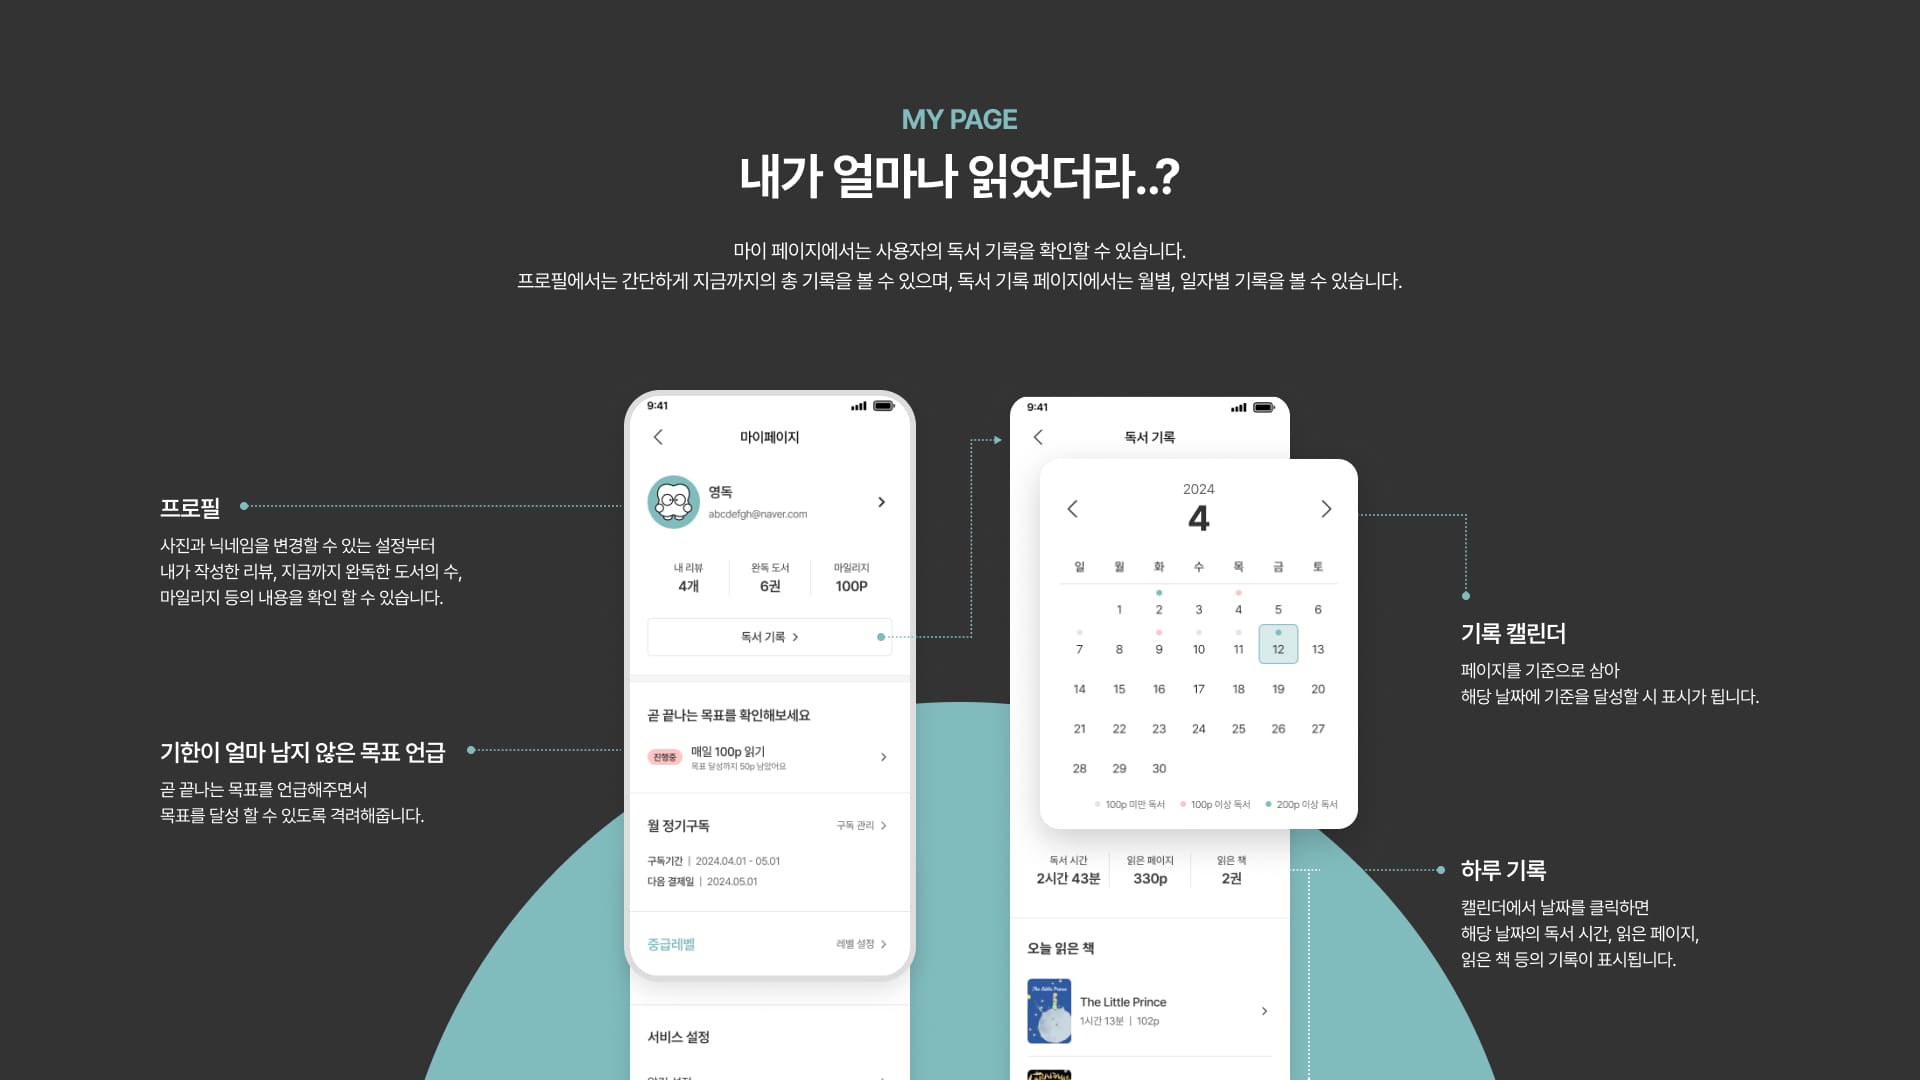 MY PAGE
내가 얼마나 읽었더라..?
마이 페이지에서는 사용자의 독서 기록을 확인할 수 있습니다.
프로필에서는 간단하게 지금까지의 총 기록을 볼 수 있으며, 독서 기록 페이지에서는 월별, 일자별 기록을 볼 수 있습니다.
프로필
사진과 닉네임을 변경할 수 있는 설정부터
내가 작성한 리뷰, 지금까지 완독한 도서의 수,
마일리지 등의 내용을 확인 할 수 있습니다.
기한이 얼마 남지 않은 목표 언급
곧 끝나는 목표를 언급해주면서
목표를 달성 할 수 있도록 격려해줍니다.
9:41
마이페이지
영독
abcdefgh@naver.com
내 리뷰 완독 도서 마일리지
4개 6권 100P
독서 기록
곧 끝나는 목표를 확인해보세요
진행중 매일 100p 읽기
목표 달성까지 50p 남았어요
월 정기구독 구독 관리
구독기간 | 2024.04.01 - 05.01
다음 결제일 | 2024.05.01
중급레벨 레벨 설정
서비스 설정
9:41
독서 기록
2024
4
일 월 화 수 목 금 토
1 2 3 4 5 6
7 8 9 10 11 12 13
14 15 16 17 18 19 20
21 22 23 24 25 26 27
28 29 30
100p 미만 독서 100p 이상 독서 200p 이상 독서
독서 시간 읽은 페이지 읽은 책
2시간 43분 330p 2권
오늘 읽은 책
The Little Prince
The Little Prince
1시간 13분 | 102p
기록 캘린더
페이지를 기준으로 삼아
해당 날짜에 기준을 달성할 시 표시가 됩니다.
하루 기록
캘린더에서 날짜를 클릭하면
해당 날짜의 독서 시간, 읽은 페이지,
읽은 책 등의 기록이 표시됩니다.